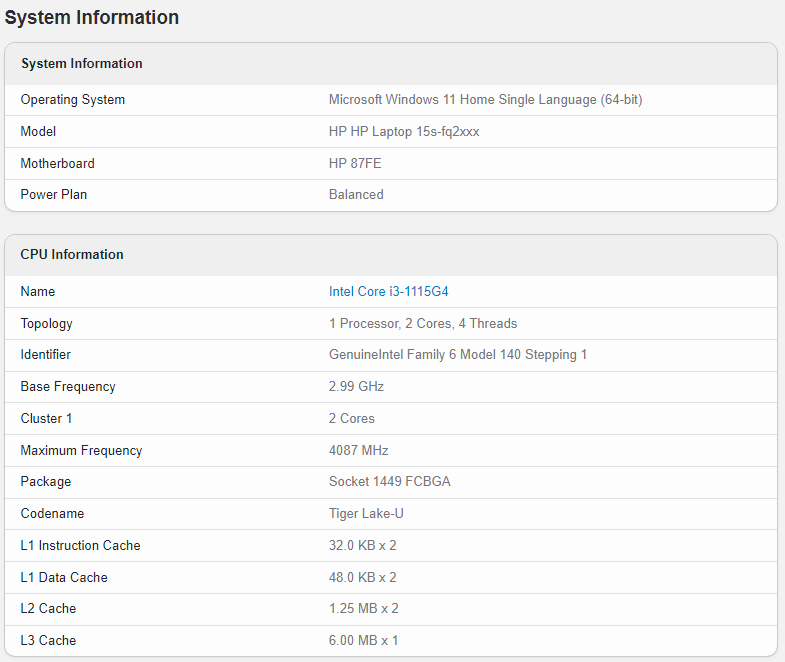 System Information
System Information
Operating System Microsoft Windows 11 Home Single Language (64-bit)
Model HP HP Laptop 15s-fq2xxx
Motherboard HP 87FE
Power Plan Balanced
CPU Information
Name Intel Core i3-1115G4
Topology 1 Processor, 2 Cores, 4 Threads
Identifier GenuineIntel Family 6 Model 140 Stepping 1
Base Frequency 2.99 GHz
Cluster 1 2 Cores
Maximum Frequency 4087 MHz
Package Socket 1449 FCBGA
Codename Tiger Lake-U
L1 Instruction Cache 32.0 KB x 2
L1 Data Cache 48.0 KB x 2
L2 Cache 1.25 MB x 2
L3 Cache 6.00 MB x 1